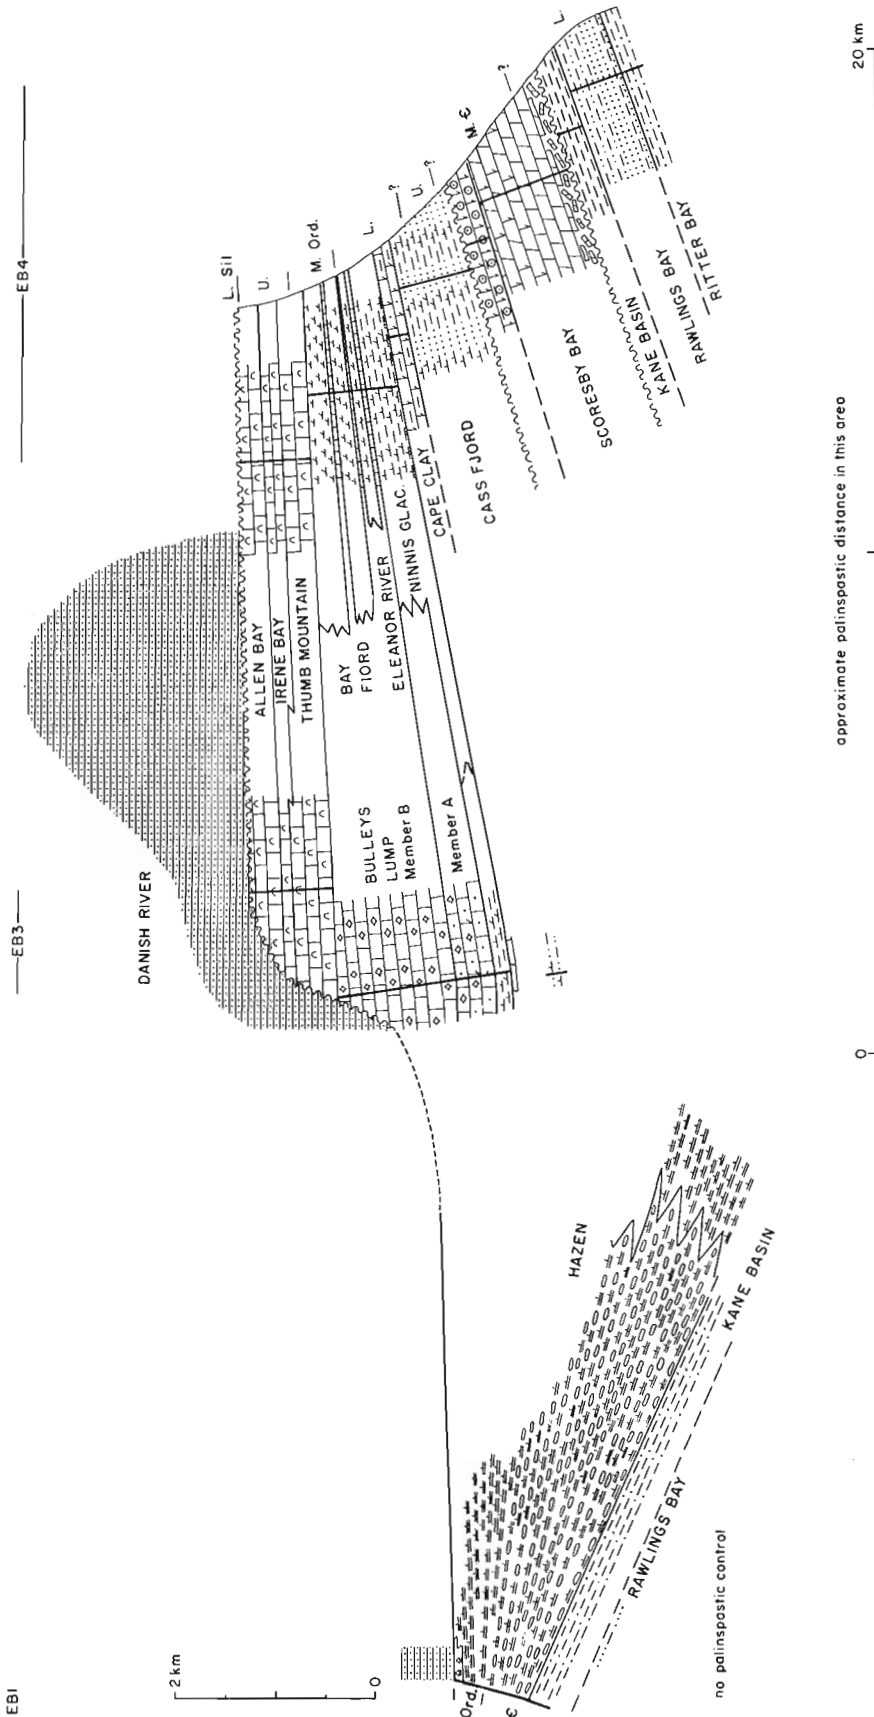 EB1
EB3
EB4
2 km
0
Ord.
Є
DANISH RIVER
HAZEN
KANE BASIN
RAWLINGS BAY
no palinspastic control
ALLEN BAY
IRENE BAY
THUMB MOUNTAIN
BAY
FIORD
ELEANOR RIVER
NINNIS GLAC.
CAPE CLAY
CASS FJORD
SCORESBY BAY
KANE BASIN
RAWLINGS BAY
RITTER BAY
BULLEYS
LUMP
Member B
Member A
L. Sil
U.
M. Ord.
L.
?
U.
?
M. Є
?
L.
0
20 km
approximate palinspastic distance in this area